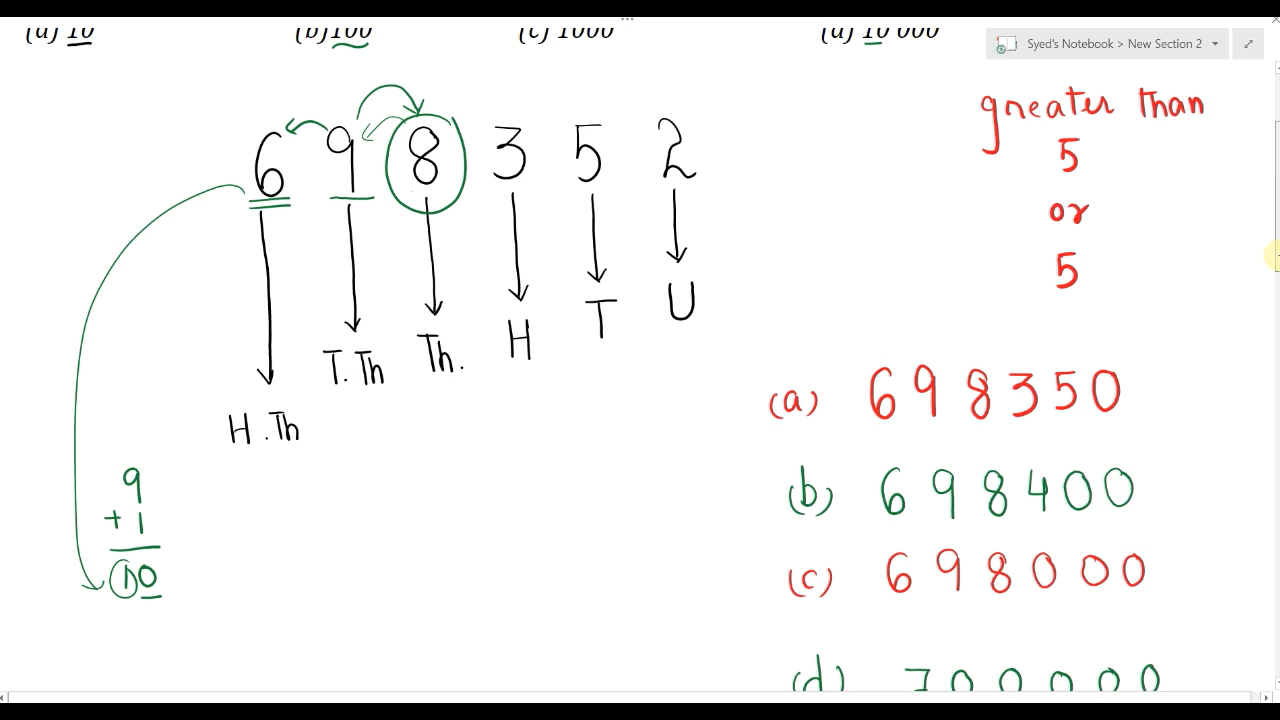 (a) 10 (b) 100 (c) 1000 (d) 10 000
Syed's Notebook > New Section 2
6 9 8 3 5 2
H.Th T.Th Th. H T U
9
+ 1
10
greater than
5
or
5
(a) 698350
(b) 698400
(c) 698000
(d) 700000